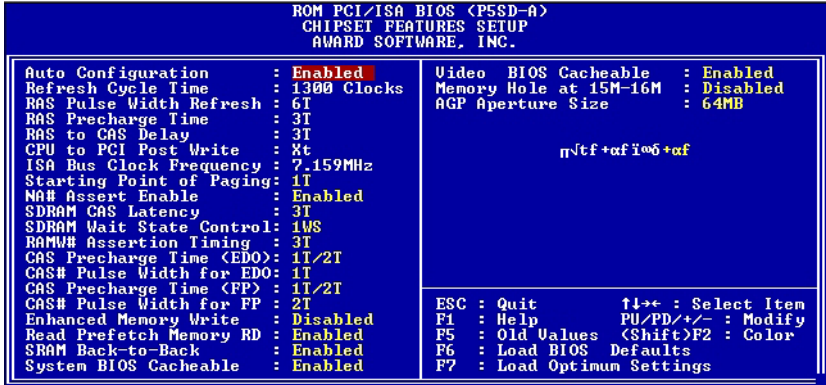 ROM PCI/ISA BIOS (P5SD-A)
CHIPSET FEATURES SETUP
AWARD SOFTWARE, INC.
Auto Configuration : Enabled
Refresh Cycle Time : 1300 Clocks
RAS Pulse Width Refresh : 6T
RAS Precharge Time : 3T
RAS to CAS Delay : 3T
CPU to PCI Post Write : Xt
ISA Bus Clock Frequency : 7.159MHz
Starting Point of Paging: 1T
NA# Assert Enable : Enabled
SDRAM CAS Latency : 3T
SDRAM Wait State Control: 1WS
RAMW# Assertion Timing : 3T
CAS Precharge Time (EDO): 1T/2T
CAS# Pulse Width for EDO: 1T
CAS Precharge Time (FP) : 1T/2T
CAS# Pulse Width for FP : 2T
Enhanced Memory Write : Disabled
Read Prefetch Memory RD : Enabled
SRAM Back-to-Back : Enabled
System BIOS Cacheable : Enabled
Video BIOS Cacheable : Enabled
Memory Hole at 15M-16M : Disabled
AGP Aperture Size : 64MB
π√tf+αfï∞δ+αf
ESC : Quit ↑↓→← : Select Item
F1 : Help PU/PD/+/- : Modify
F5 : Old Values (Shift)F2 : Color
F6 : Load BIOS Defaults
F7 : Load Optimum Settings